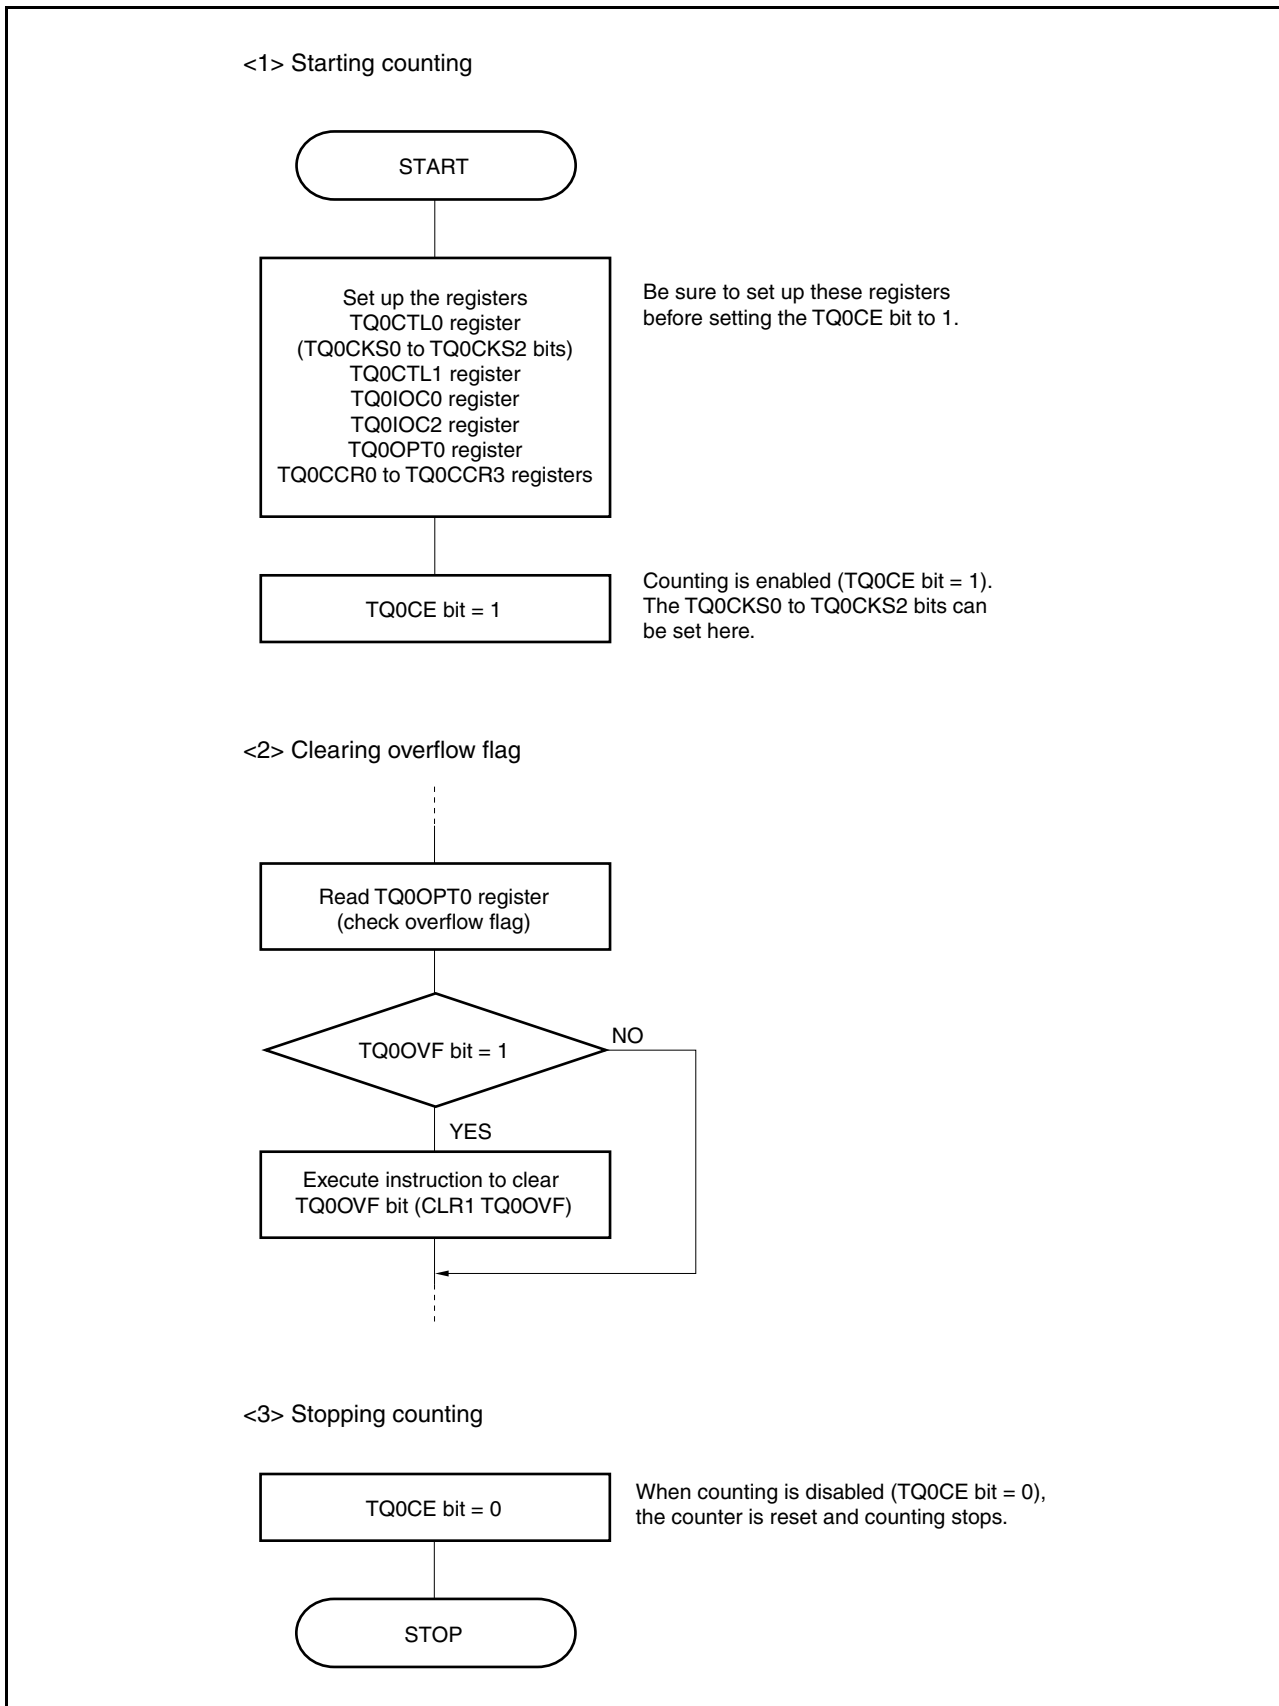 <1> Starting counting
START
Set up the registers
TQ0CTL0 register
(TQ0CKS0 to TQ0CKS2 bits)
TQ0CTL1 register
TQ0IOC0 register
TQ0IOC2 register
TQ0OPT0 register
TQ0CCR0 to TQ0CCR3 registers
Be sure to set up these registers
before setting the TQ0CE bit to 1.
TQ0CE bit = 1
Counting is enabled (TQ0CE bit = 1).
The TQ0CKS0 to TQ0CKS2 bits can
be set here.
<2> Clearing overflow flag
Read TQ0OPT0 register
(check overflow flag)
TQ0OVF bit = 1
NO
YES
Execute instruction to clear
TQ0OVF bit (CLR1 TQ0OVF)
<3> Stopping counting
TQ0CE bit = 0
When counting is disabled (TQ0CE bit = 0),
the counter is reset and counting stops.
STOP